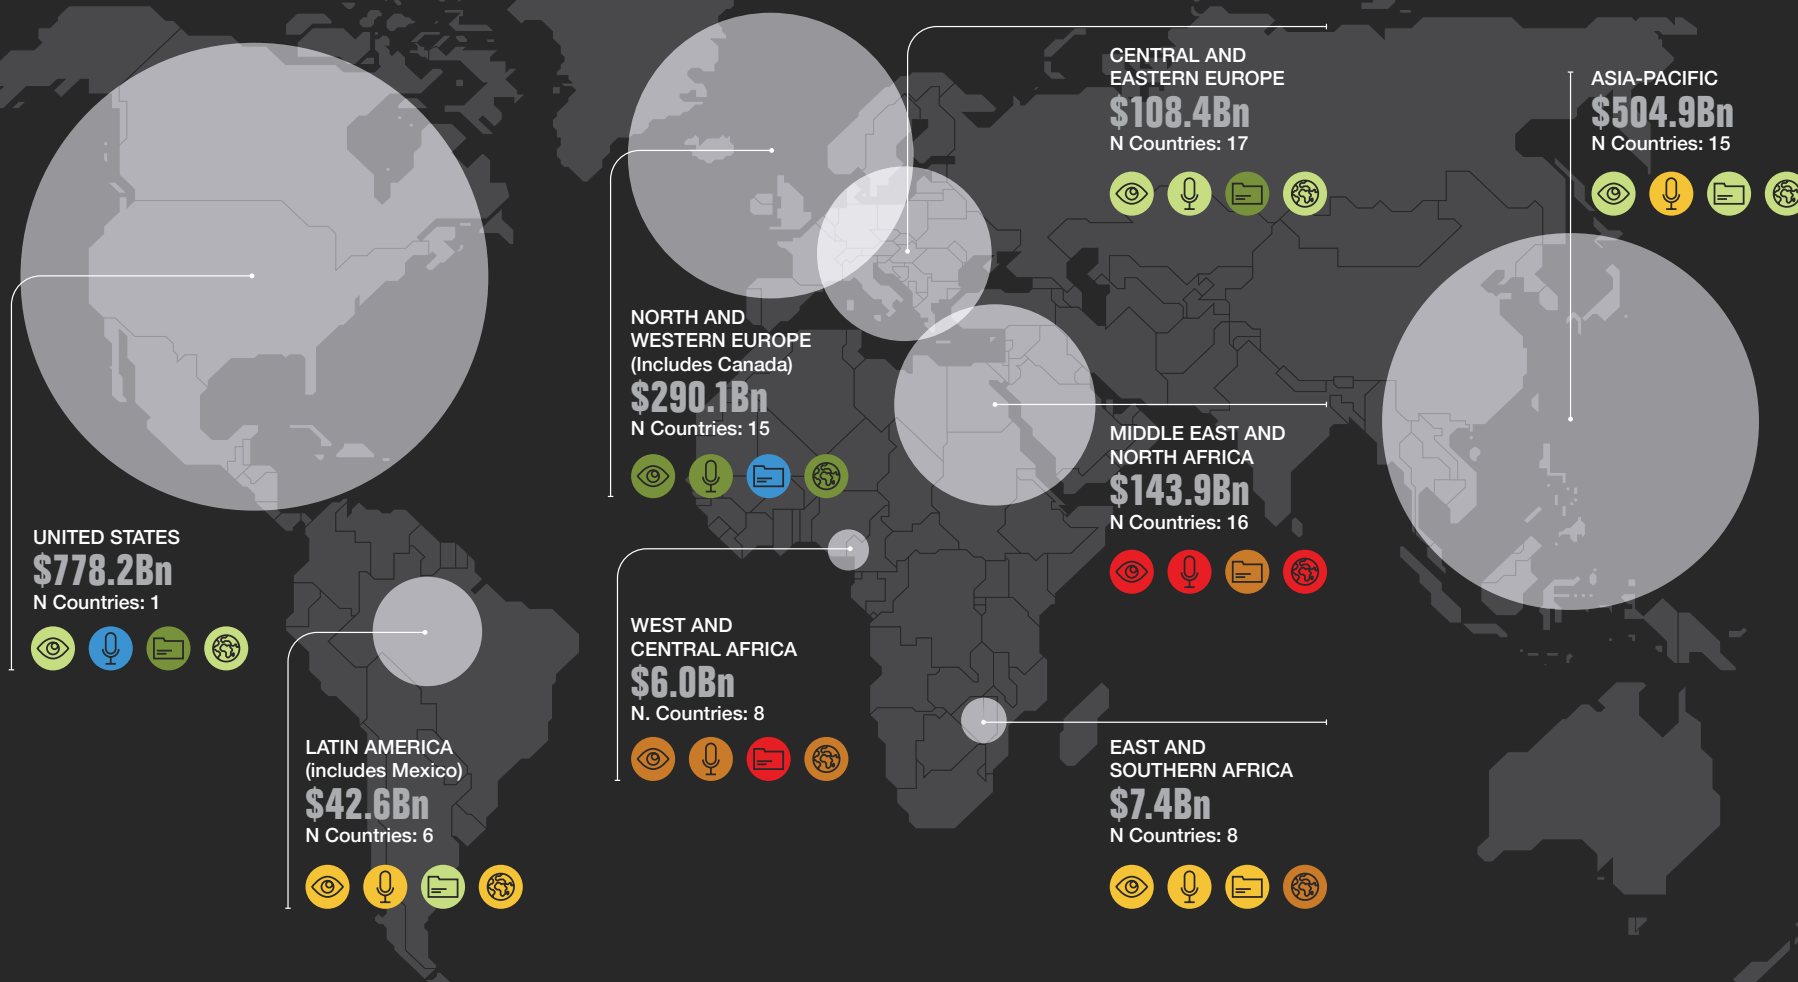 UNITED STATES
$778.2Bn
N Countries: 1
LATIN AMERICA
(includes Mexico)
$42.6Bn
N Countries: 6
NORTH AND
WESTERN EUROPE
(Includes Canada)
$290.1Bn
N Countries: 15
WEST AND
CENTRAL AFRICA
$6.0Bn
N. Countries: 8
CENTRAL AND
EASTERN EUROPE
$108.4Bn
N Countries: 17
MIDDLE EAST AND
NORTH AFRICA
$143.9Bn
N Countries: 16
EAST AND
SOUTHERN AFRICA
$7.4Bn
N Countries: 8
ASIA-PACIFIC
$504.9Bn
N Countries: 15